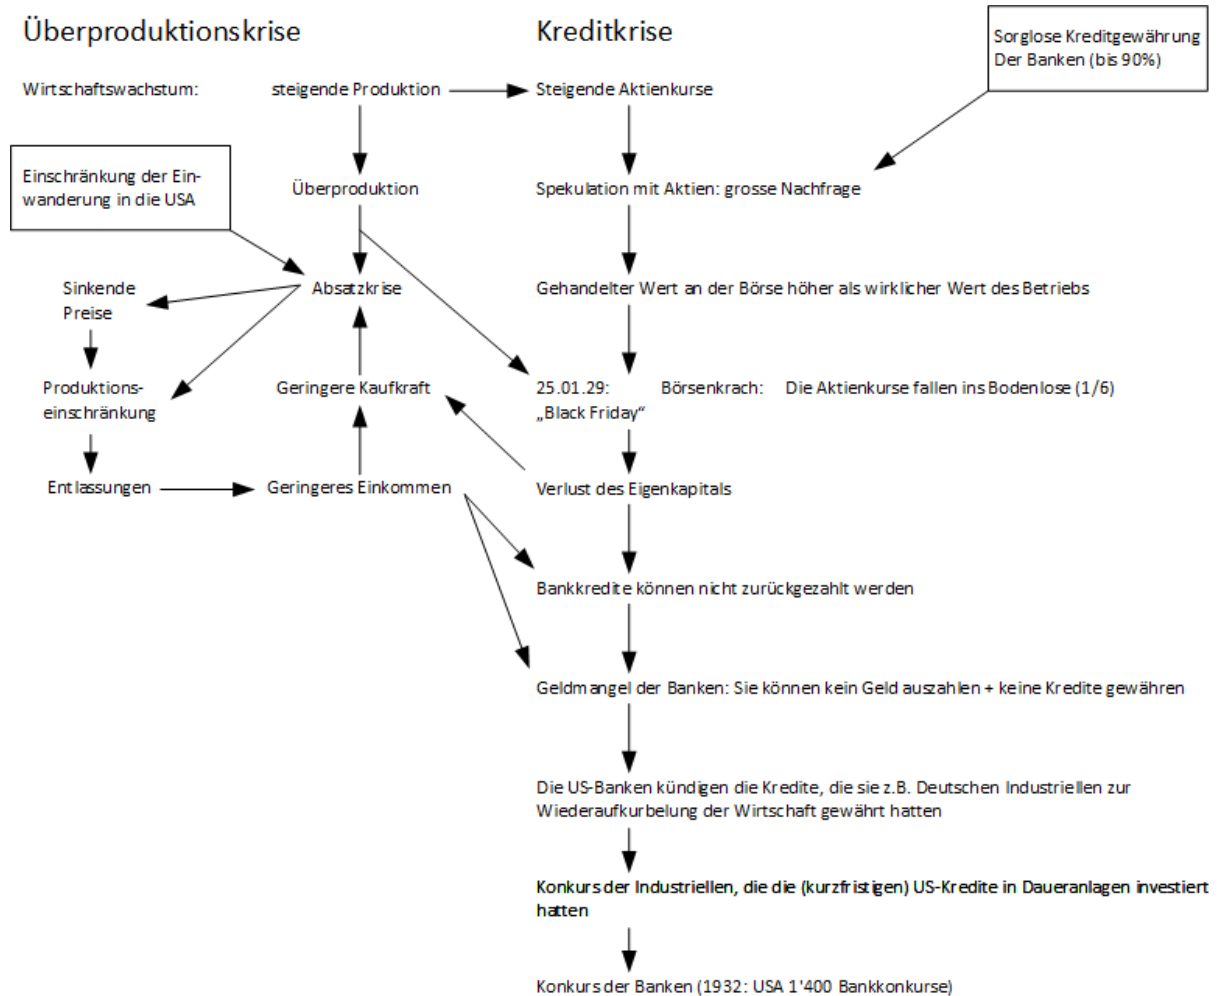 Überproduktionskrise
Kreditkrise
Sorglose Kreditgewährung
Der Banken (bis 90%)
Wirtschaftswachstum:
steigende Produktion
Steigende Aktienkurse
Einschränkung der Ein-
wanderung in die USA
Überproduktion
Spekulation mit Aktien: grosse Nachfrage
Sinkende
Preise
Absatzkrise
Gehandelter Wert an der Börse höher als wirklicher Wert des Betriebs
Produktions-
einschränkung
Geringere Kaufkraft
25.01.29: Börsenkrach: Die Aktienkurse fallen ins Bodenlose (1/6)
„Black Friday“
Entlassungen
Geringeres Einkommen
Verlust des Eigenkapitals
Bankkredite können nicht zurückgezahlt werden
Geldmangel der Banken: Sie können kein Geld auszahlen + keine Kredite gewähren
Die US-Banken kündigen die Kredite, die sie z.B. Deutschen Industriellen zur
Wiederaufkurbelung der Wirtschaft gewährt hatten
Konkurs der Industriellen, die die (kurzfristigen) US-Kredite in Daueranlagen investiert
hatten
Konkurs der Banken (1932: USA 1'400 Bankkonkurse)